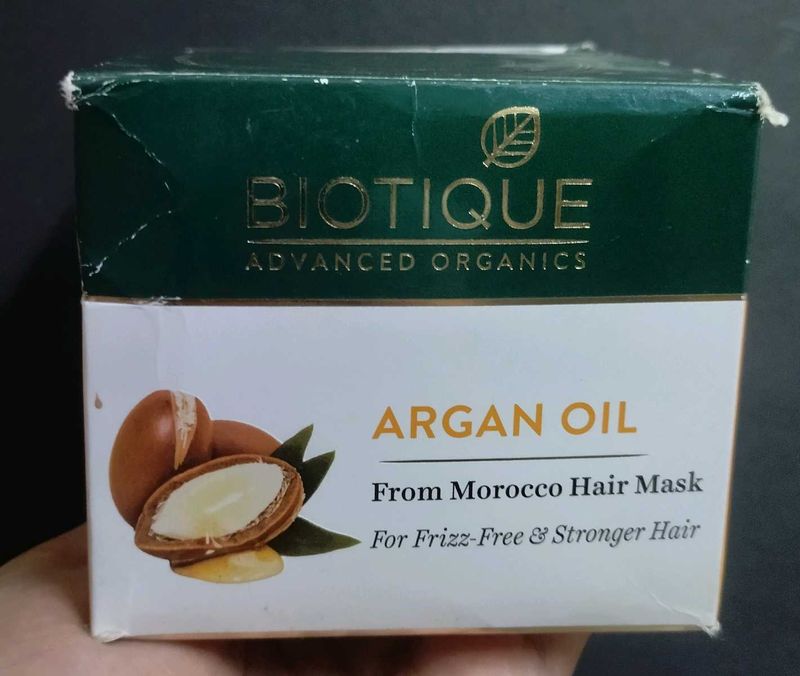 BIOTIQUE
ADVANCED ORGANICS
ARGAN OIL
From Morocco Hair Mask
For Frizz-Free & Stronger Hair